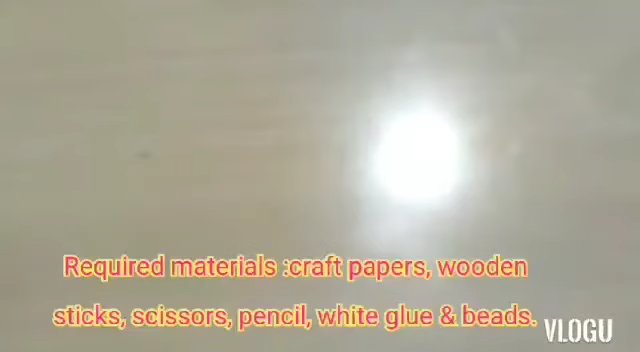 Required materials :craft papers, wooden
sticks, scissors, pencil, white glue & beads.
VLOGU